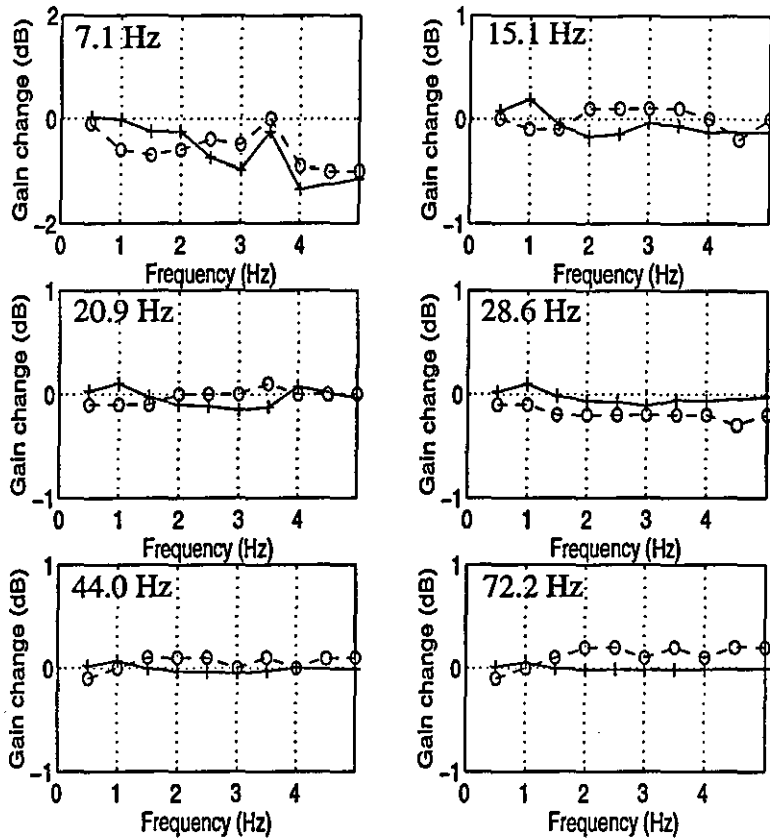 2
0
-2
Gain change (dB)
7.1 Hz
0 1 2 3 4
Frequency (Hz)
1
0
-1
Gain change (dB)
15.1 Hz
0 1 2 3 4
Frequency (Hz)
1
0
-1
Gain change (dB)
20.9 Hz
0 1 2 3 4
Frequency (Hz)
1
0
-1
Gain change (dB)
28.6 Hz
0 1 2 3 4
Frequency (Hz)
1
0
-1
Gain change (dB)
44.0 Hz
0 1 2 3 4
Frequency (Hz)
1
0
-1
Gain change (dB)
72.2 Hz
0 1 2 3 4
Frequency (Hz)